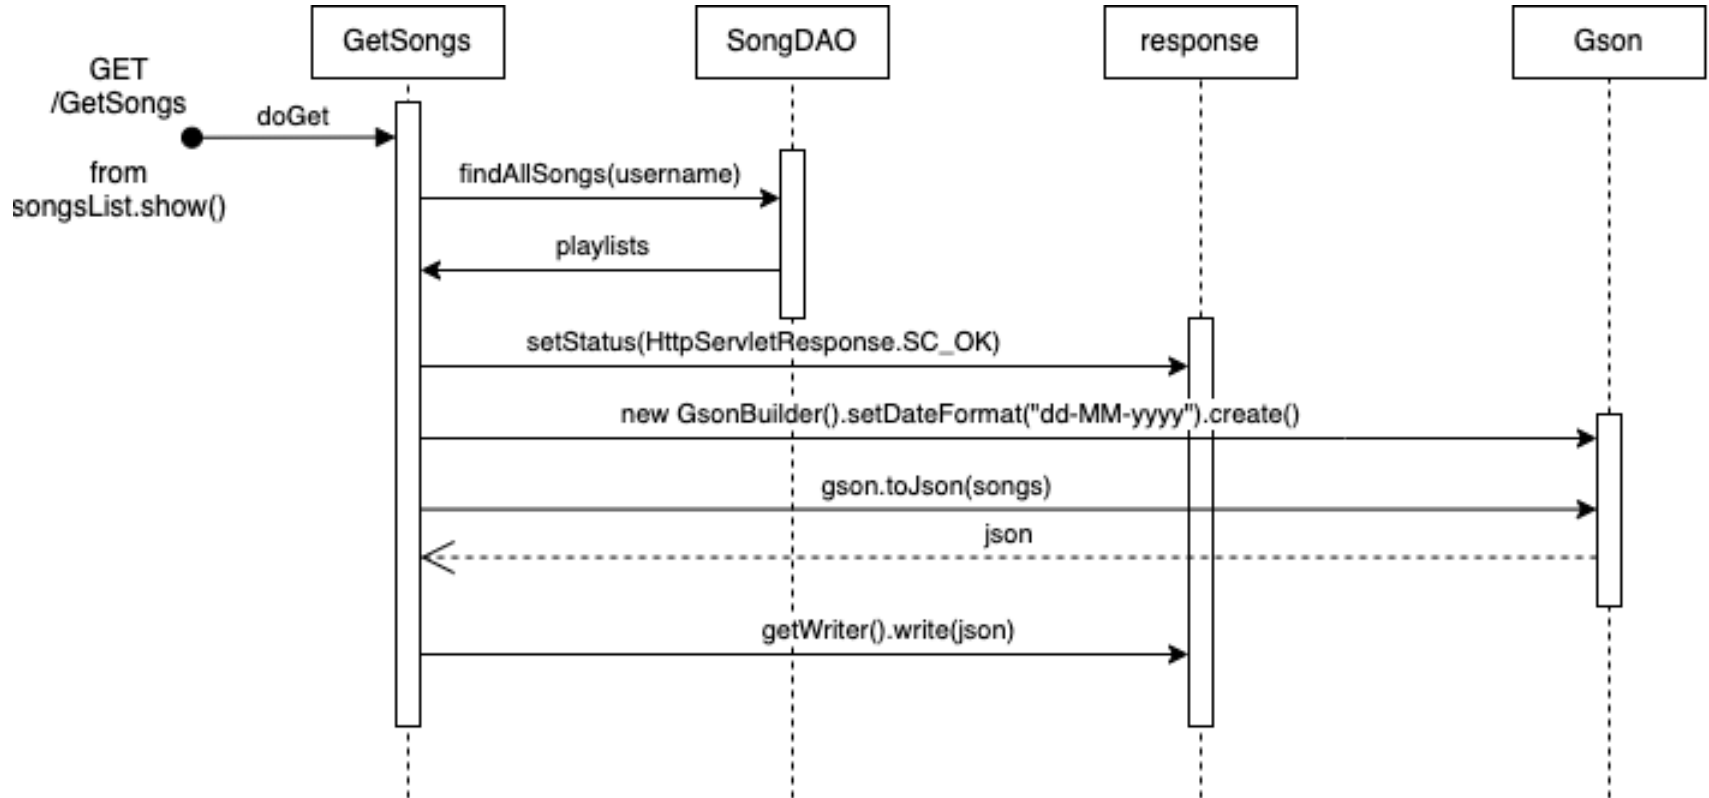 GetSongs
SongDAO
response
Gson
GET
/GetSongs
doGet
from
songsList.show()
findAllSongs(username)
playlists
setStatus(HttpServletResponse.SC_OK)
new GsonBuilder().setDateFormat("dd-MM-yyyy").create()
gson.toJson(songs)
json
getWriter().write(json)